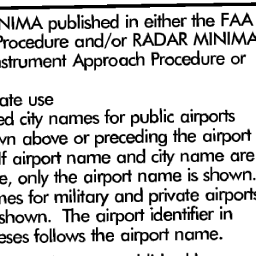 NIMA published in either the FAA
Procedure and/or RADAR MINIMA
Instrument Approach Procedure or
ate use
ed city names for public airports
wn above or preceding the airport
If airport name and city name are
e, only the airport name is shown.
mes for military and private airports
shown. The airport identifier in
eses follows the airport name.